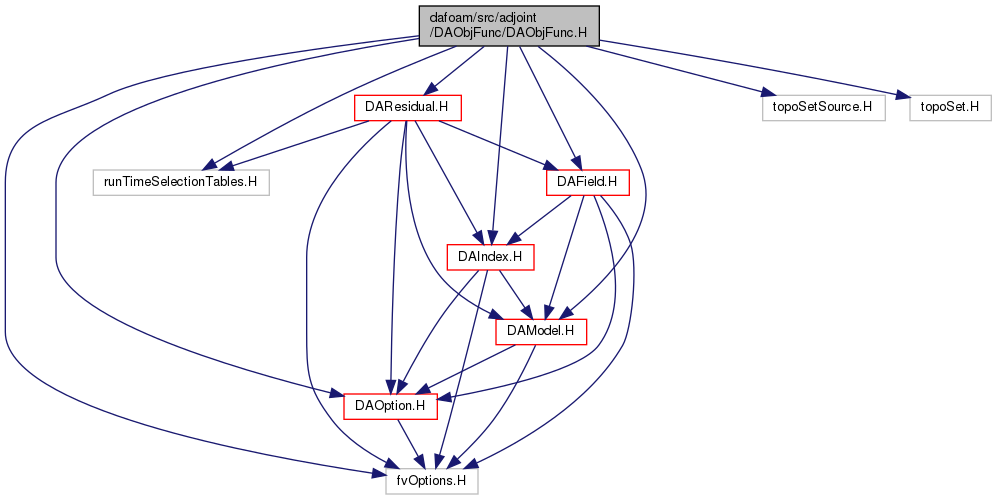 dafoam/src/adjoint
/DAObjFunc/DAObjFunc.H
DAResidual.H
topoSetSource.H
topoSet.H
runTimeSelectionTables.H
DAField.H
DAIndex.H
DAModel.H
DAOption.H
fvOptions.H